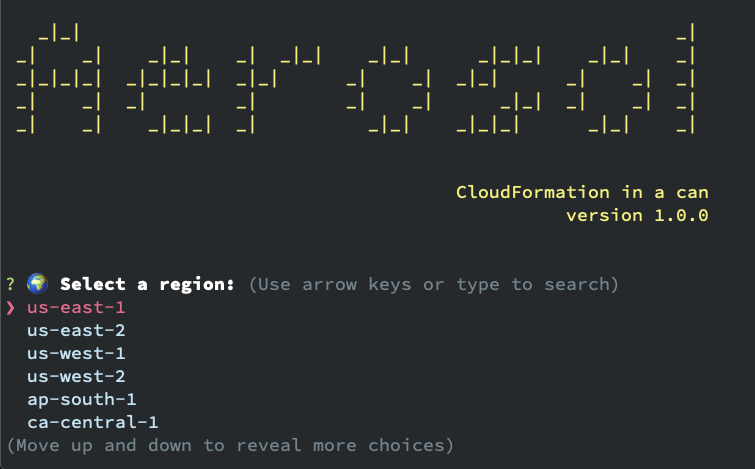 Aerosol
CloudFormation in a can
version 1.0.0
? 🌍 Select a region: (Use arrow keys or type to search)
❯ us-east-1
us-east-2
us-west-1
us-west-2
ap-south-1
ca-central-1
(Move up and down to reveal more choices)